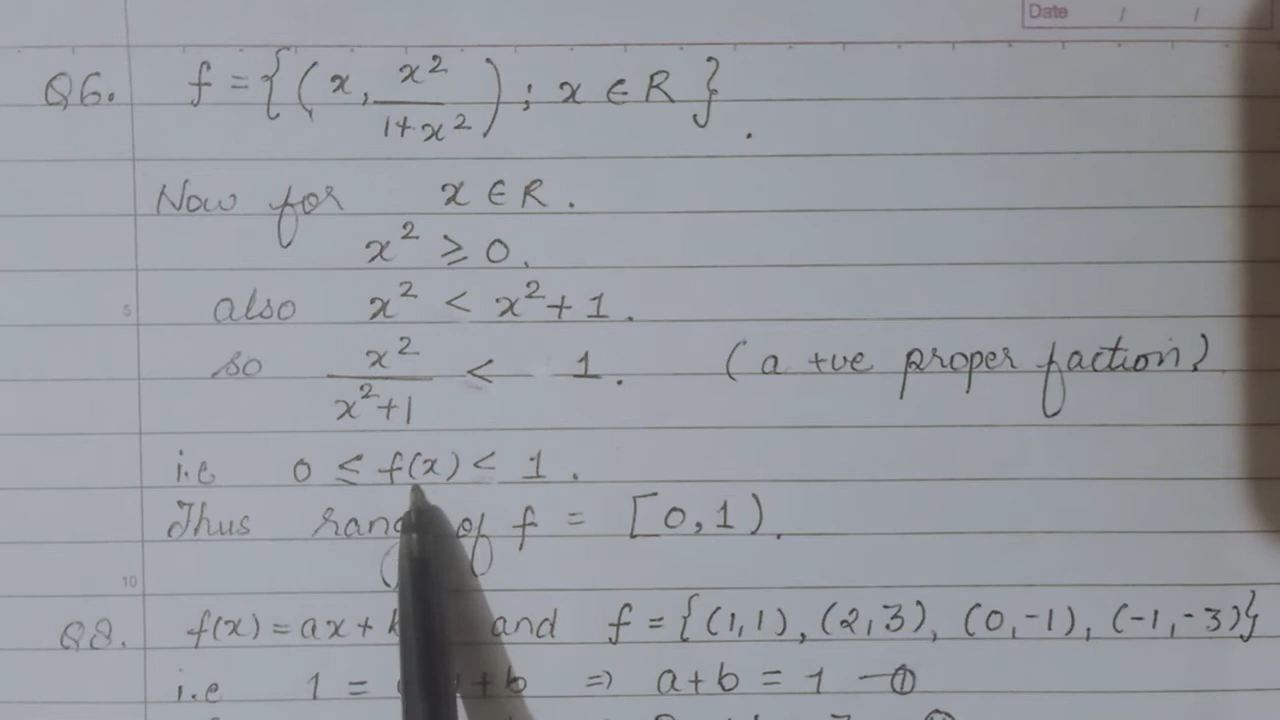 Date / /
Q6. f = {(x, x²/1+x²) ; x ∈ R}.
Now for x ∈ R.
x² ⩾ 0.
5 also x² < x²+1.
so x²/x²+1 < 1. (a +ve proper faction)
i.e 0 ≤ f(x) < 1.
Thus of f = [0,1).
10
Q8. f(x) = ax + and f = {(1,1), (2,3), (0,-1), (-1,-3)}
i.e 1 = +b ⇒ a+b = 1 —①